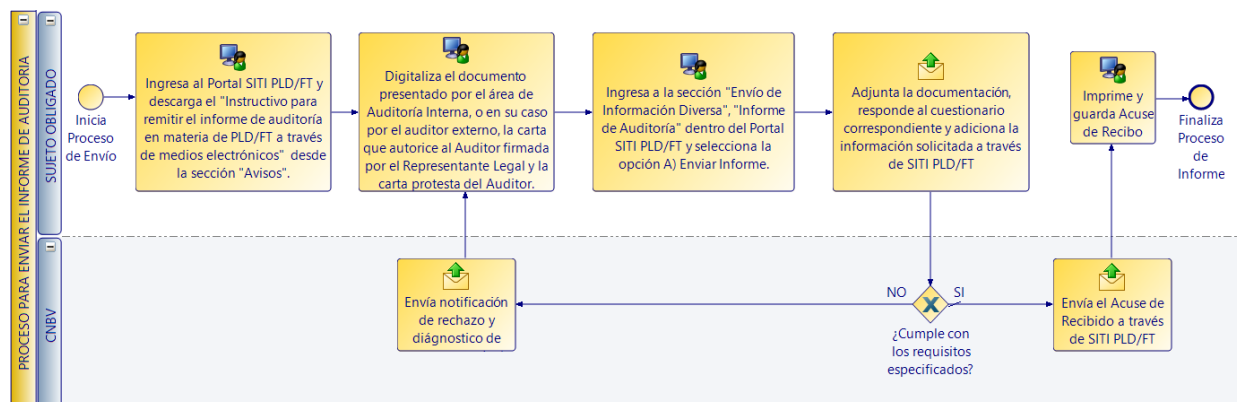 PROCESO PARA ENVIAR EL INFORME DE AUDITORIA
SUJETO OBLIGADO
Inicia
Proceso
de Envío
Ingresa al Portal SITI PLD/FT y
descarga el "Instructivo para
remitir el informe de auditoría
en materia de PLD/FT a través
de medios electrónicos" desde
la sección "Avisos".
Digitaliza el documento
presentado por el área de
Auditoría Interna, o en su caso
por el auditor externo, la carta
que autorice al Auditor firmada
por el Representante Legal y la
carta protesta del Auditor.
Ingresa a la sección "Envío de
Información Diversa", "Informe
de Auditoría" dentro del Portal
SITI PLD/FT y selecciona la
opción A) Enviar Informe.
Adjunta la documentación,
responde al cuestionario
correspondiente y adiciona la
información solicitada a través
de SITI PLD/FT
Imprime y
guarda Acuse
de Recibo
Finaliza
Proceso
de
Informe
CNBV
Envía notificación
de rechazo y
diágnostico de
NO
SI
¿Cumple con
los requisitos
especificados?
Envía el Acuse de
Recibido a través
de SITI PLD/FT